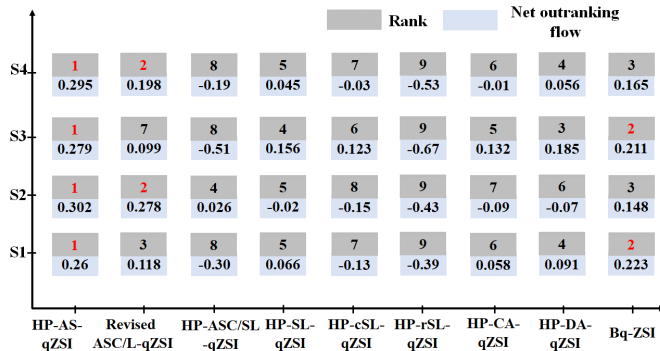 Rank
Net outranking
flow
S4
1 2 8 5 7 9 6 4 3
0.295 0.198 -0.19 0.045 -0.03 -0.53 -0.01 0.056 0.165
S3
1 7 8 4 6 9 5 3 2
0.279 0.099 -0.51 0.156 0.123 -0.67 0.132 0.185 0.211
S2
1 2 4 5 8 9 7 6 3
0.302 0.278 0.026 -0.02 -0.15 -0.43 -0.09 -0.07 0.148
S1
1 3 8 5 7 9 6 4 2
0.26 0.118 -0.30 0.066 -0.13 -0.39 0.058 0.091 0.223
HP-AS-
qZSI
Revised
ASC/L-qZSI
HP-ASC/SL
-qZSI
HP-SL-
qZSI
HP-cSL-
qZSI
HP-rSL-
qZSI
HP-CA-
qZSI
HP-DA-
qZSI
Bq-ZSI